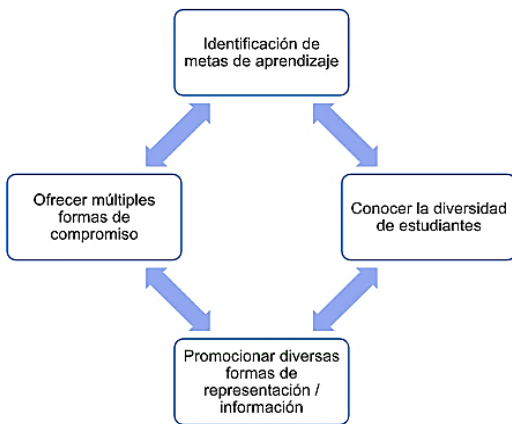 Identificación de
metas de aprendizaje
Ofrecer múltiples
formas de
compromiso
Conocer la diversidad
de estudiantes
Promocionar diversas
formas de
representación /
información